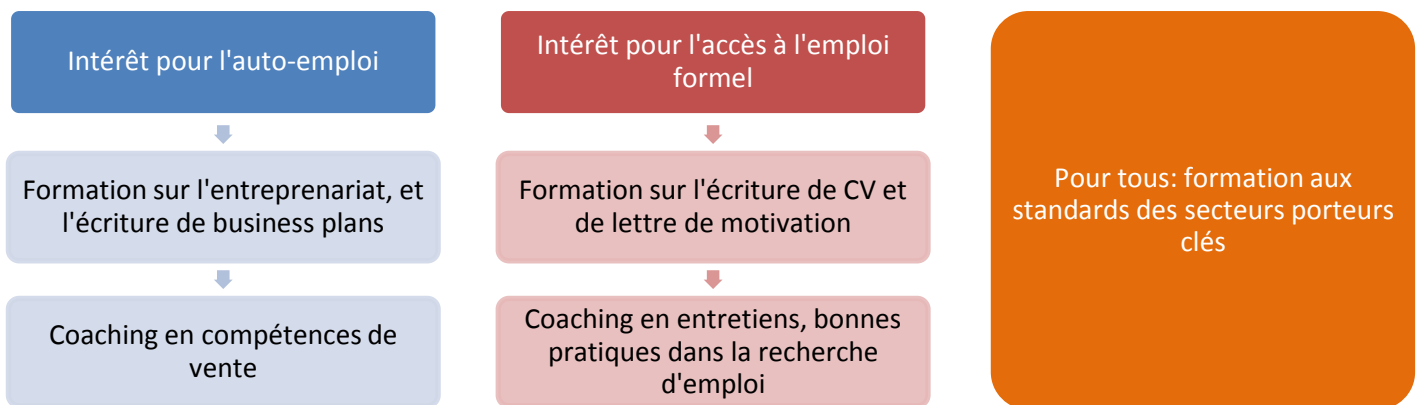 Intérêt pour l'auto-emploi
Formation sur l'entreprenariat, et
l'écriture de business plans
Coaching en compétences de
vente
Intérêt pour l'accès à l'emploi
formel
Formation sur l'écriture de CV et
de lettre de motivation
Coaching en entretiens, bonnes
pratiques dans la recherche
d'emploi
Pour tous: formation aux
standards des secteurs porteurs
clés